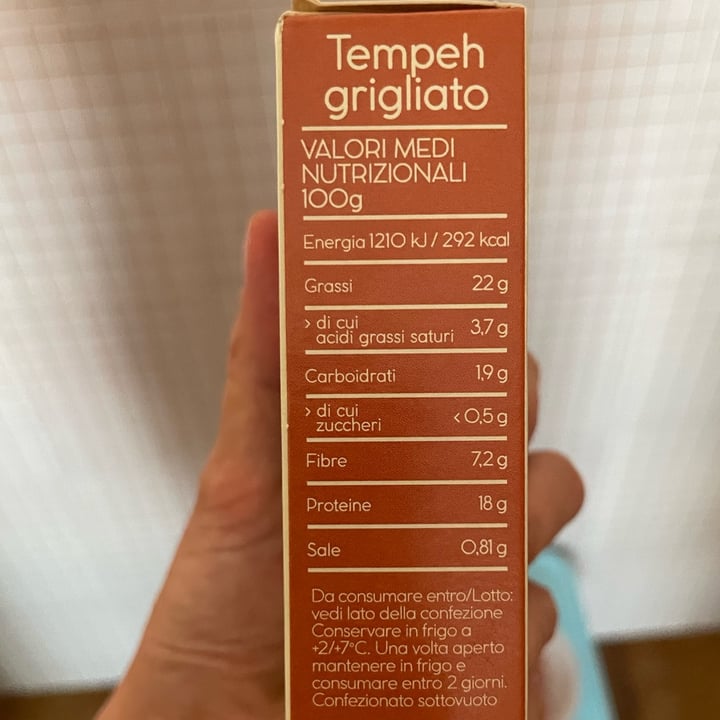 Tempeh
grigliato
VALORI MEDI
NUTRIZIONALI
100g
Energia 1210 kJ / 292 kcal
Grassi 22 g
> di cui
acidi grassi saturi 3,7 g
Carboidrati 1,9 g
> di cui
zuccheri <0,5 g
Fibre 7,2 g
Proteine 18 g
Sale 0,81 g
Da consumare entro/Lotto:
vedi lato della confezione
Conservare in frigo a
+2/+7°C. Una volta aperto
mantenere in frigo e
consumare entro 2 giorni.
Confezionato sottovuoto